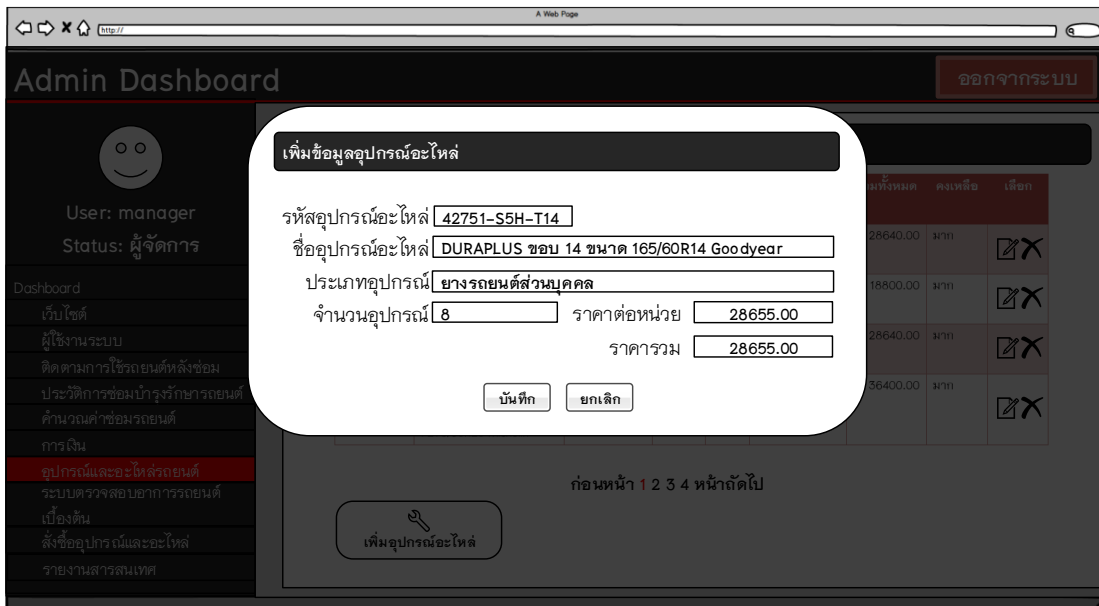 A Web Page
http://
Admin Dashboard
ออกจากระบบ
User: manager
Status: ผู้จัดการ
Dashboard
เว็บไซต์
ผู้ใช้งานระบบ
ติดตามการใช้รถยนต์หลังซ่อม
ประวัติการซ่อมบำรุงรักษารถยนต์
คำนวณค่าซ่อมรถยนต์
การเงิน
อุปกรณ์และอะไหล่รถยนต์
ระบบตรวจสอบอาการรถยนต์
เบื้องต้น
สั่งซื้ออุปกรณ์และอะไหล่
รายงานสารสนเทศ
เพิ่มข้อมูลอุปกรณ์อะไหล่
รหัสอุปกรณ์อะไหล่ 42751-S5H-T14
ชื่ออุปกรณ์อะไหล่ DURAPLUS ขอบ 14 ขนาด 165/60R14 Goodyear
ประเภทอุปกรณ์ ยางรถยนต์ส่วนบุคคล
จำนวนอุปกรณ์ 8 ราคาต่อหน่วย 28655.00
ราคารวม 28655.00
บันทึก ยกเลิก
คงเหลือ เลือก
28640.00 มาก
18800.00 มาก
28640.00 มาก
36400.00 มาก
ก่อนหน้า 1 2 3 4 หน้าถัดไป
เพิ่มอุปกรณ์อะไหล่